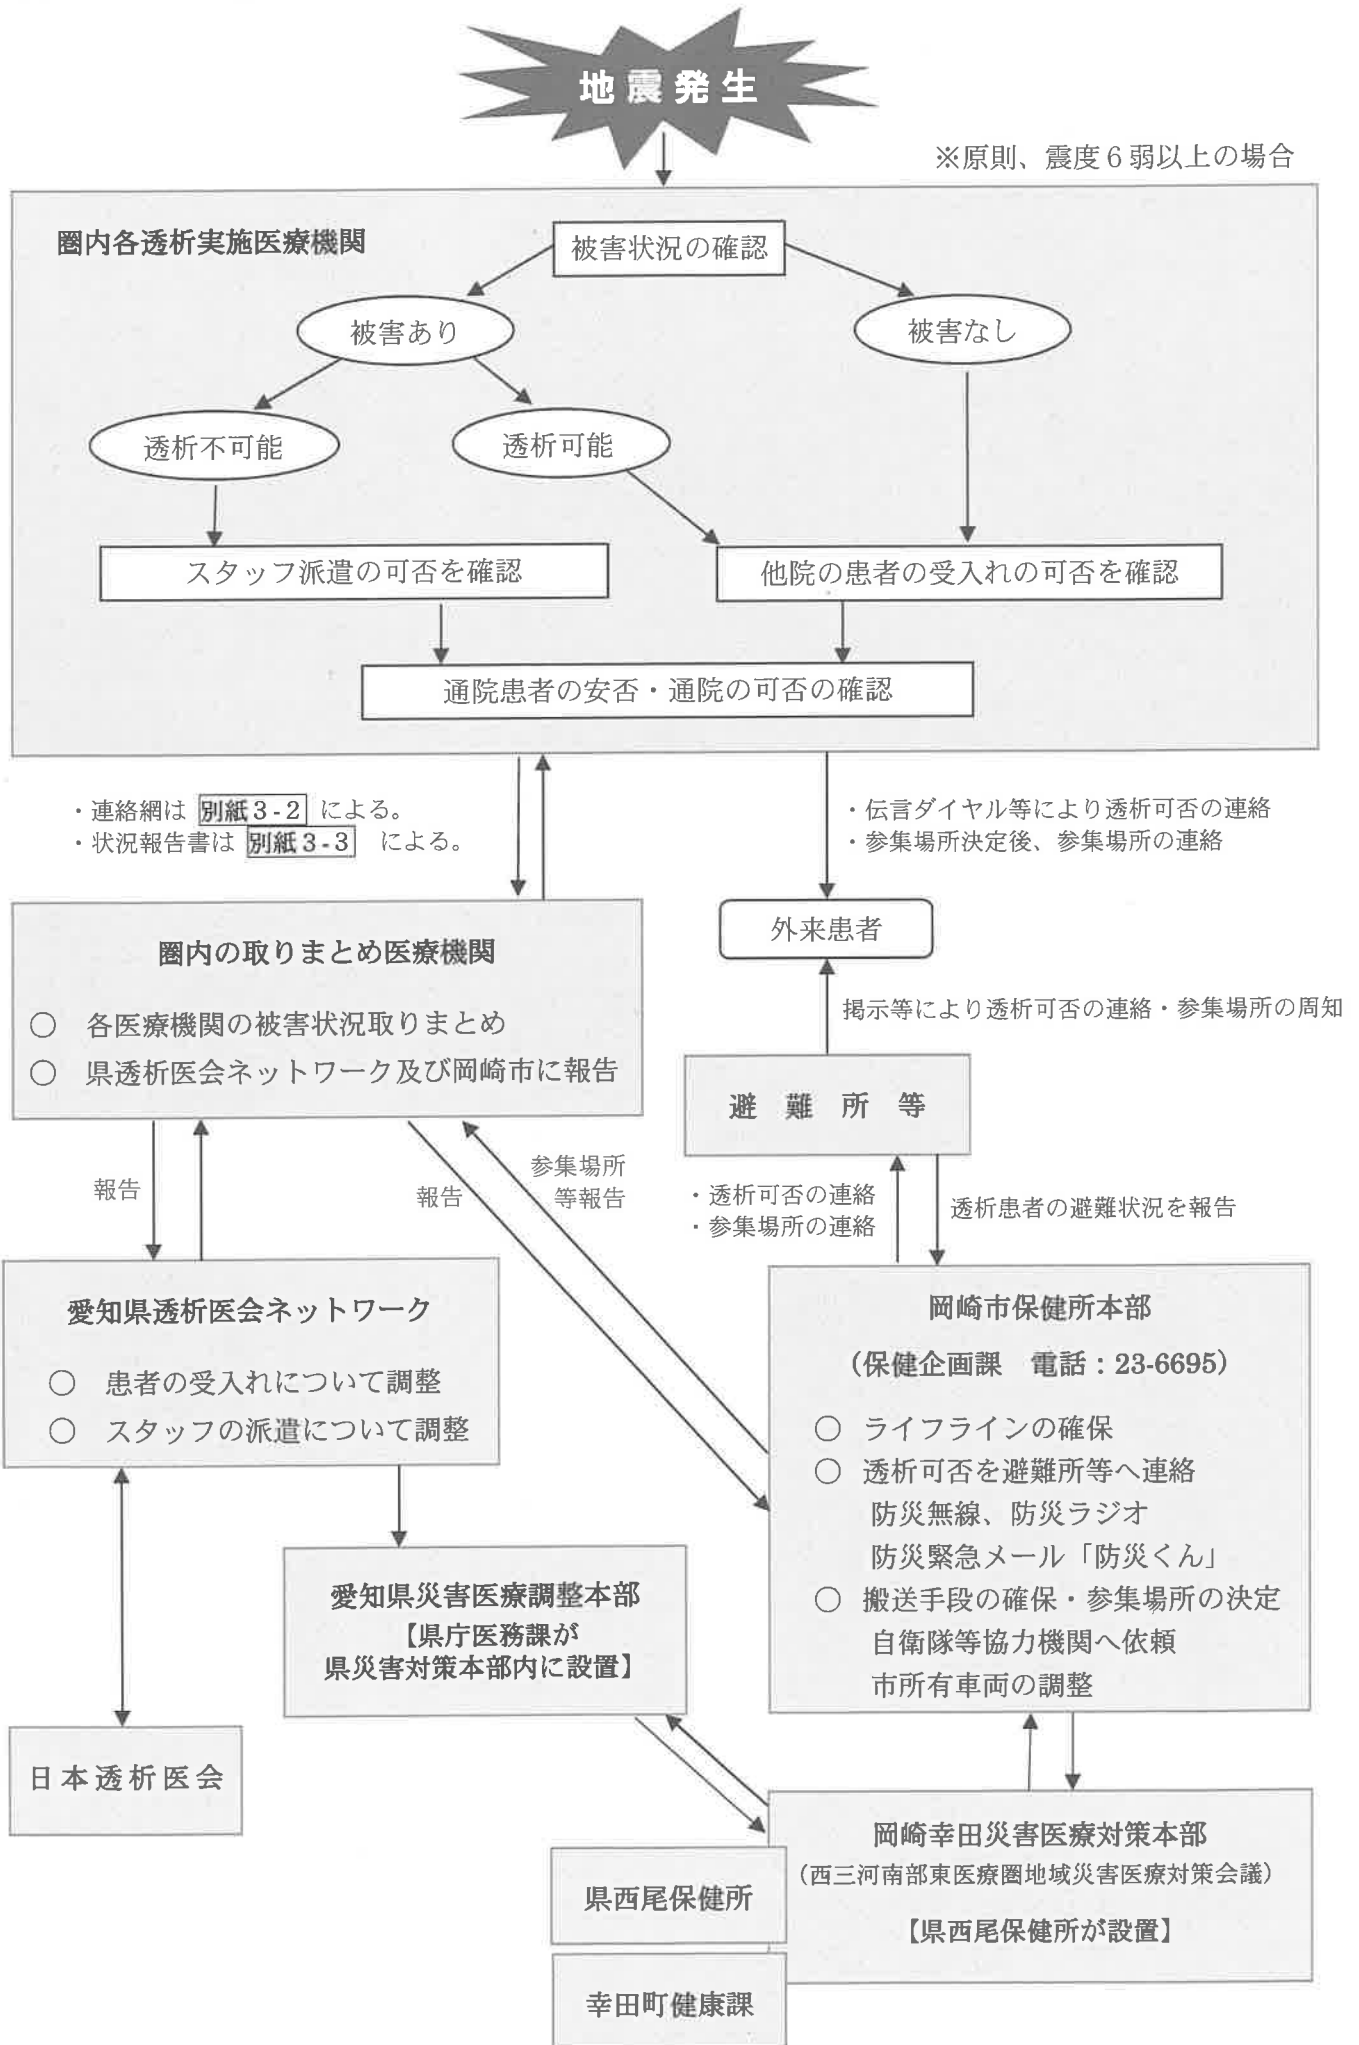 地震発生
※原則、震度6弱以上の場合
圏内各透析実施医療機関
被害状況の確認
被害あり
被害なし
透析不可能
透析可能
スタッフ派遣の可否を確認
他院の患者の受入れの可否を確認
通院患者の安否・通院の可否の確認
・連絡網は 別紙3-2 による。
・状況報告書は 別紙3-3 による。
・伝言ダイヤル等により透析可否の連絡
・参集場所決定後、参集場所の連絡
外来患者
圏内の取りまとめ医療機関
○ 各医療機関の被害状況取りまとめ
○ 県透析医会ネットワーク及び岡崎市に報告
掲示等により透析可否の連絡・参集場所の周知
避難所等
報告
報告
参集場所
等報告
・透析可否の連絡
・参集場所の連絡
透析患者の避難状況を報告
愛知県透析医会ネットワーク
○ 患者の受入れについて調整
○ スタッフの派遣について調整
岡崎市保健所本部
（保健企画課 電話：23-6695）
○ ライフラインの確保
○ 透析可否を避難所等へ連絡
防災無線、防災ラジオ
防災緊急メール「防災くん」
○ 搬送手段の確保・参集場所の決定
自衛隊等協力機関へ依頼
市所有車両の調整
愛知県災害医療調整本部
【県庁医務課が
県災害対策本部内に設置】
日本透析医会
岡崎幸田災害医療対策本部
（西三河南部東医療圏地域災害医療対策会議）
【県西尾保健所が設置】
県西尾保健所
幸田町健康課